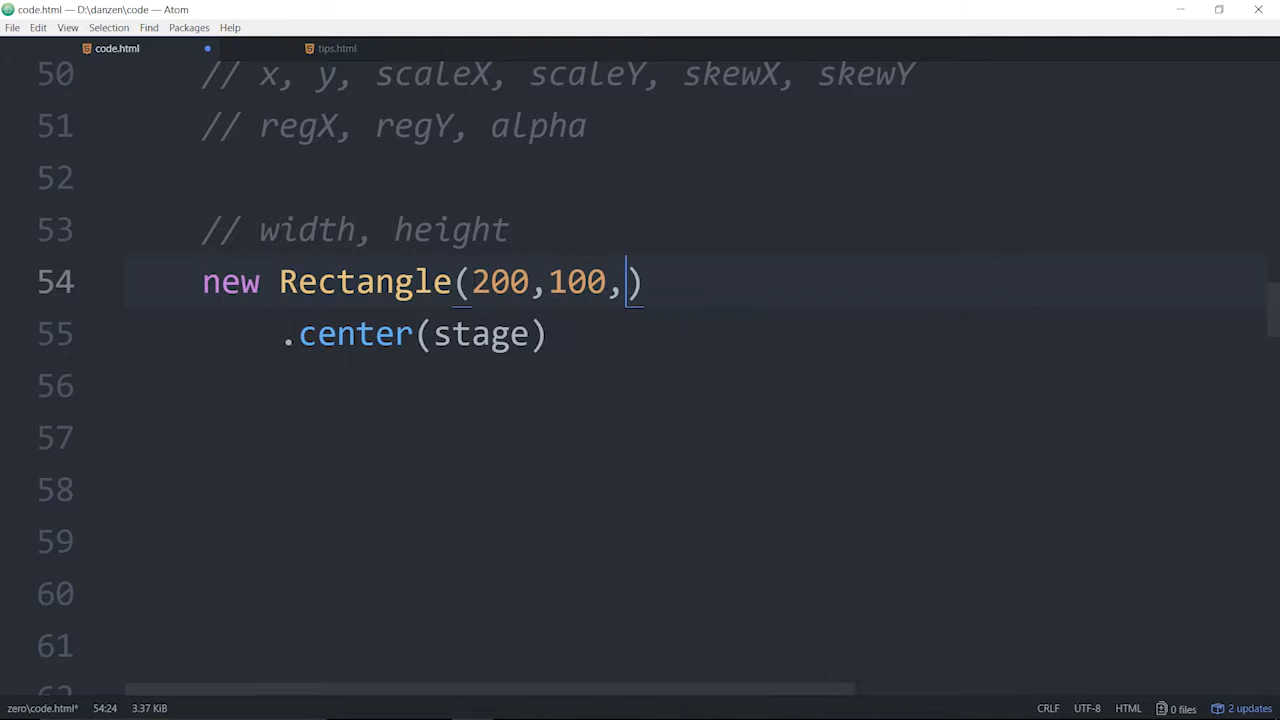 code.html — D:\danzen\code — Atom
File Edit View Selection Find Packages Help
code.html tips.html
50 // x, y, scaleX, scaleY, skewX, skewY
51 // regX, regY, alpha
52
53 // width, height
54 new Rectangle(200,100,)
55 .center(stage)
56
57
58
59
60
61
62
zero\code.html* 54:24 3.37 KiB CRLF UTF-8 HTML 0 files 2 updates